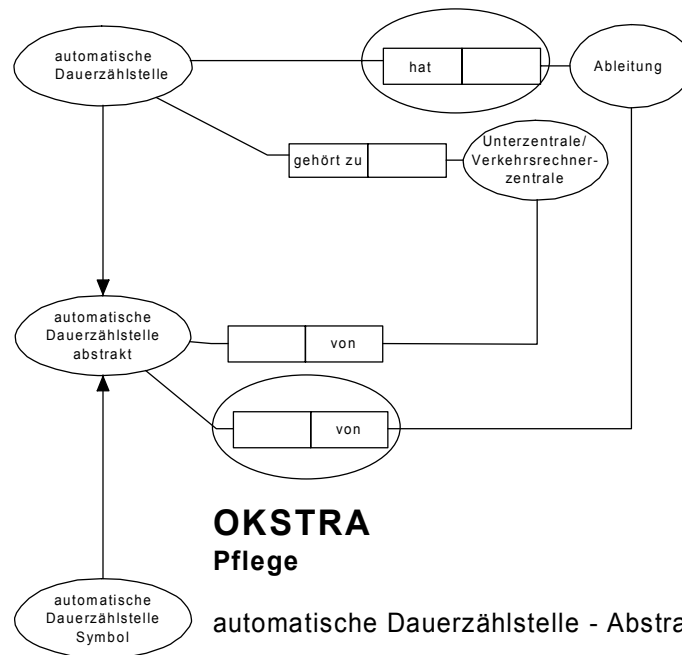 automatische
Dauerzählstelle
hat
Ableitung
gehört zu
Unterzentrale/
Verkehrsrechner-
zentrale
automatische
Dauerzählstelle
abstrakt
von
von
OKSTRA
Pflege
automatische
Dauerzählstelle
Symbol
automatische Dauerzählstelle - Abstra